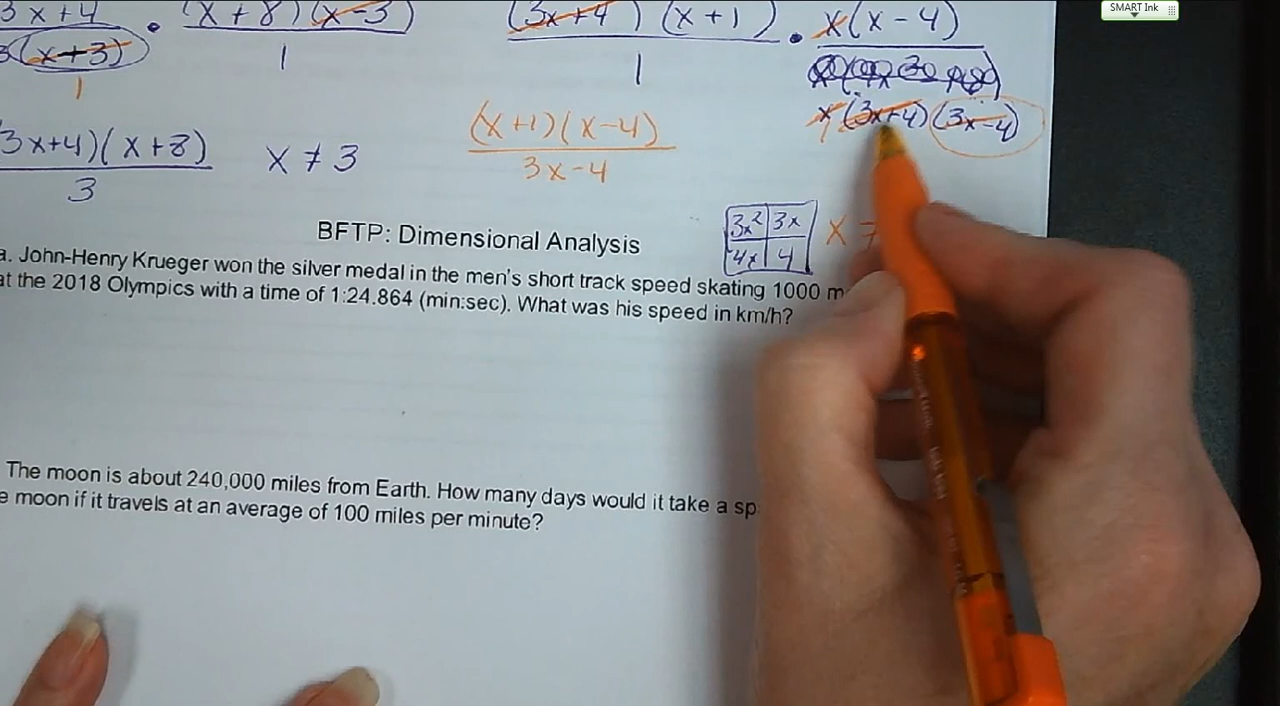 SMART Ink
3x+4 · (x+8)(x-3)
(x+3) 1
1
(3x+4)(x+1) · x(x-4)
1
x(3x+4)(3x-4)
3x+4)(x+8) x ≠ 3
3
(x+1)(x-4)
3x-4
3x² 3x
4x 4
x ≠
BFTP: Dimensional Analysis
a. John-Henry Krueger won the silver medal in the men's short track speed skating 1000 m
at the 2018 Olympics with a time of 1:24.864 (min:sec). What was his speed in km/h?
The moon is about 240,000 miles from Earth. How many days would it take a sp
e moon if it travels at an average of 100 miles per minute?